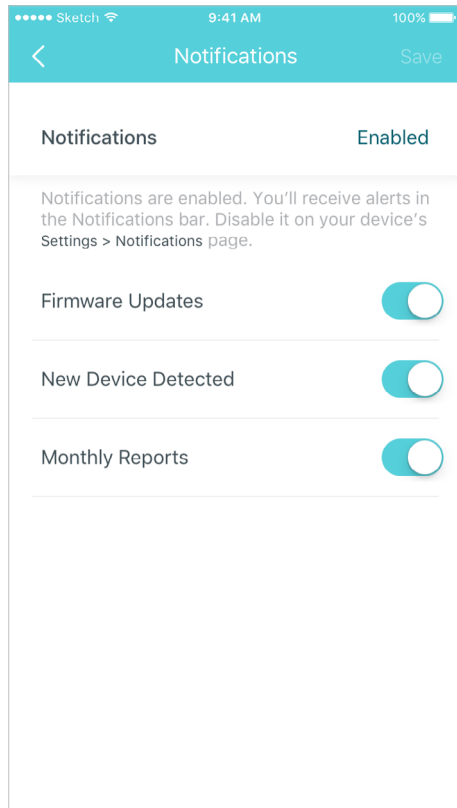 Sketch 9:41 AM 100%
Notifications Save
Notifications Enabled
Notifications are enabled. You’ll receive alerts in
the Notifications bar. Disable it on your device’s
Settings > Notifications page.
Firmware Updates
New Device Detected
Monthly Reports